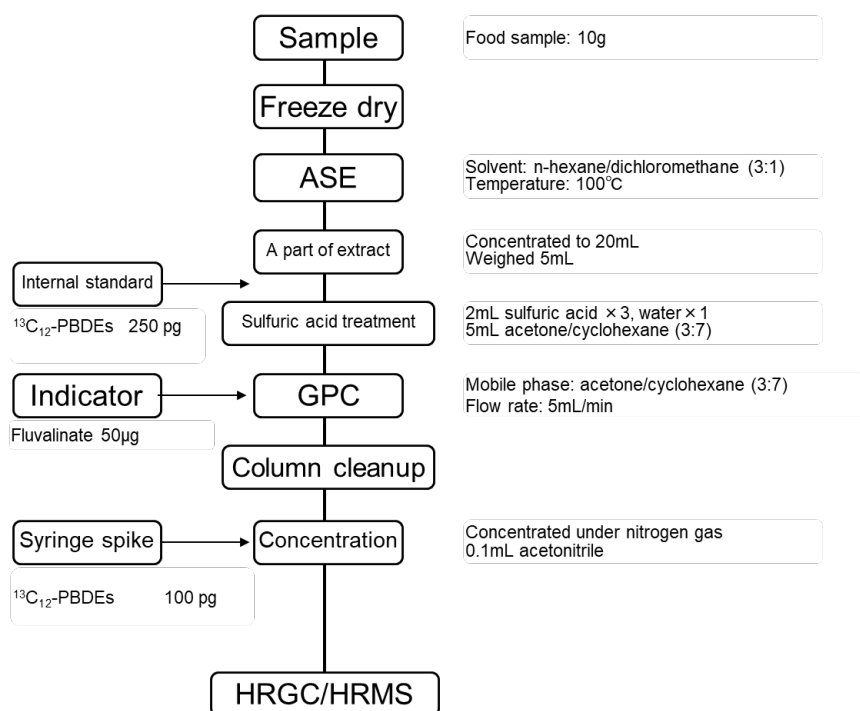 Sample
Food sample: 10g
Freeze dry
ASE
Solvent: n-hexane/dichloromethane (3:1)
Temperature: 100℃
A part of extract
Concentrated to 20mL
Weighed 5mL
Internal standard
¹³C₁₂-PBDEs 250 pg
Sulfuric acid treatment
2mL sulfuric acid ×3, water×1
5mL acetone/cyclohexane (3:7)
Indicator
Fluvalinate 50μg
GPC
Mobile phase: acetone/cyclohexane (3:7)
Flow rate: 5mL/min
Column cleanup
Syringe spike
¹³C₁₂-PBDEs 100 pg
Concentration
Concentrated under nitrogen gas
0.1mL acetonitrile
HRGC/HRMS